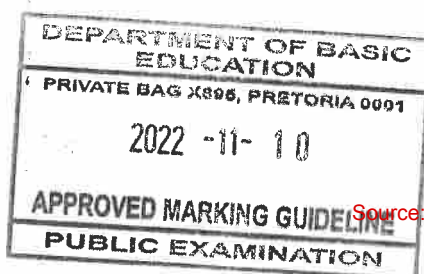 DEPARTMENT OF BASIC
EDUCATION
PRIVATE BAG X895, PRETORIA 0001
2022 -11- 10
APPROVED MARKING GUIDELINE
Source:
PUBLIC EXAMINATION